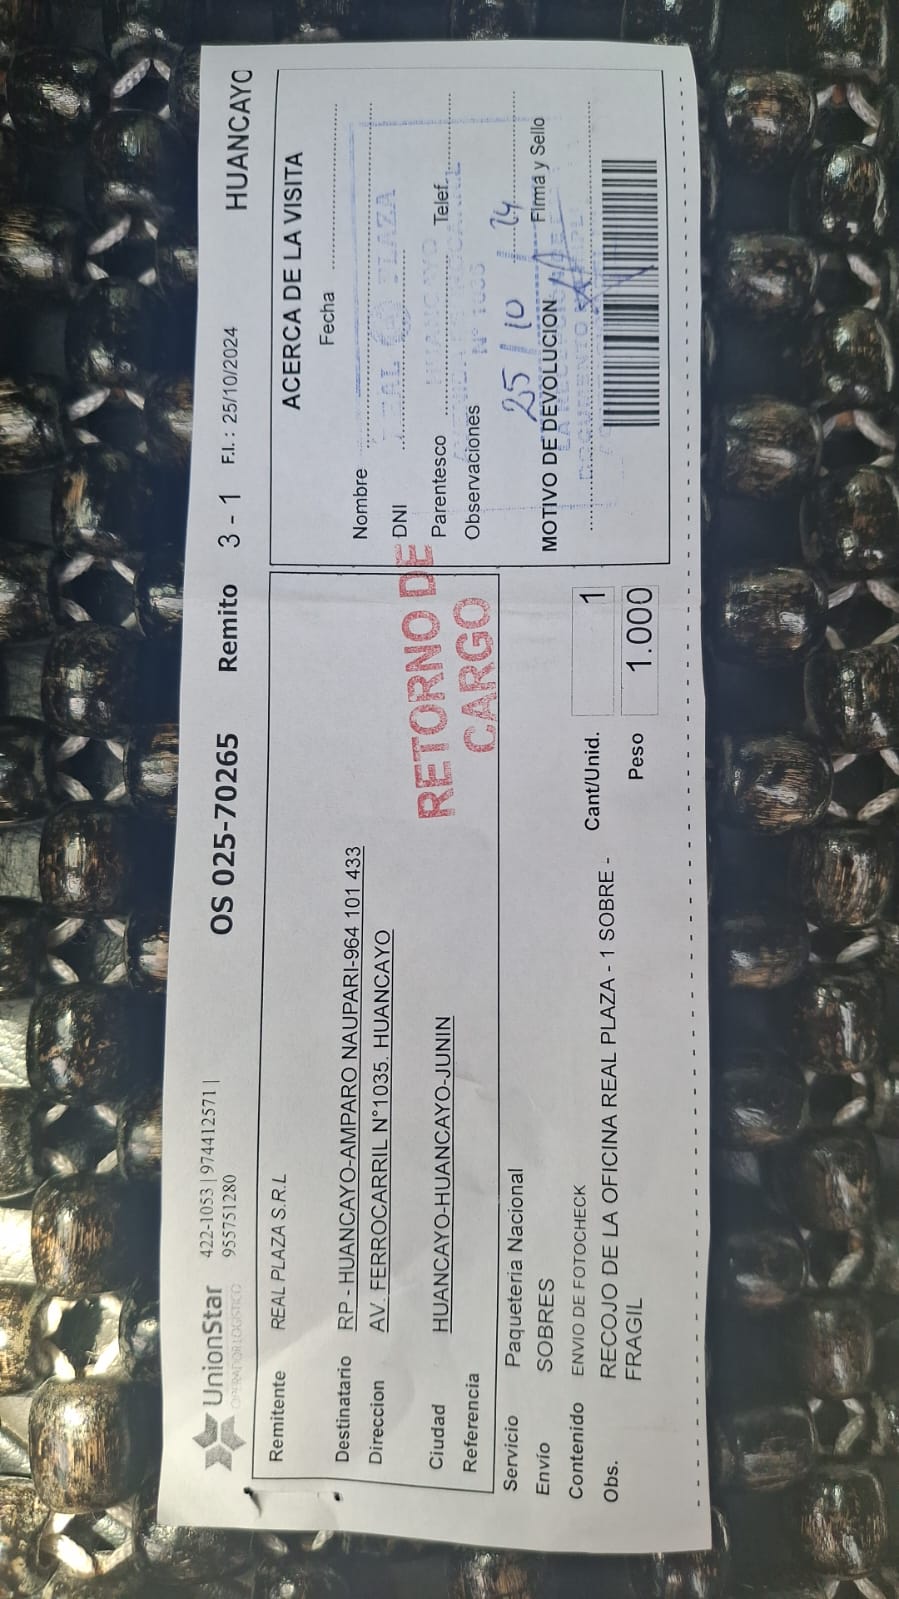 UnionStar 422-1053 | 974412571 |
OPERADOR LOGISTICO 955751280
OS 025-70265 Remito 3 - 1 F.I.: 25/10/2024 HUANCAYO
Remitente REAL PLAZA S.R.L
Destinatario RP - HUANCAYO-AMPARO NAUPARI-964 101 433
Direccion AV. FERROCARRIL N°1035. HUANCAYO
Ciudad HUANCAYO-HUANCAYO-JUNIN
Referencia
RETORNO DE
CARGO
Servicio Paqueteria Nacional
Envio SOBRES
Contenido ENVIO DE FOTOCHECK
Cant/Unid. 1
Obs. RECOJO DE LA OFICINA REAL PLAZA - 1 SOBRE -
FRAGIL
Peso 1.000
ACERCA DE LA VISITA
Fecha
Nombre
DNI
Parentesco Telef.
Observaciones
REAL PLAZA
HUANCAYO
N° 1035
25 / 10 / 24
MOTIVO DE DEVOLUCION Firma y Sello